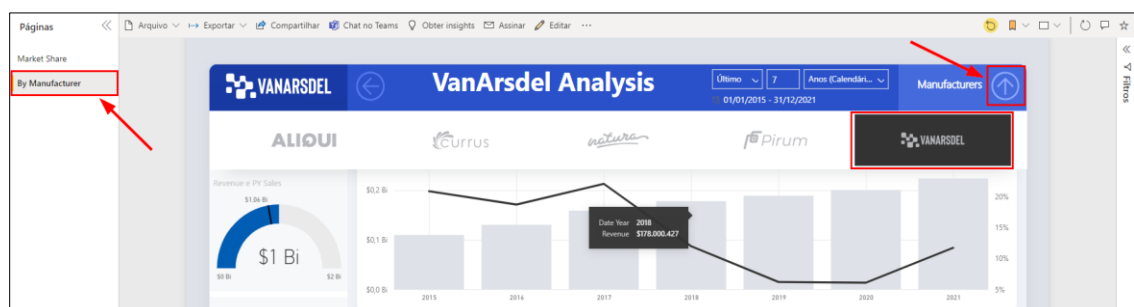 Páginas
Arquivo
Exportar
Compartilhar
Chat no Teams
Obter insights
Assinar
Editar
Market Share
By Manufacturer
VANARSDEL
VanArsdel Analysis
Último
7
Anos (Calendári...
01/01/2015 - 31/12/2021
Manufacturers
Filtros
ALIQUI
Currus
natura
Pirum
VANARSDEL
Revenue e PY Sales
$1,06 Bi
$1 Bi
$0 Bi
$2 Bi
$0,2 Bi
$0,1 Bi
$0,0 Bi
Date Year 2018
Revenue $178.000.427
20%
15%
10%
5%
2015
2016
2017
2018
2019
2020
2021